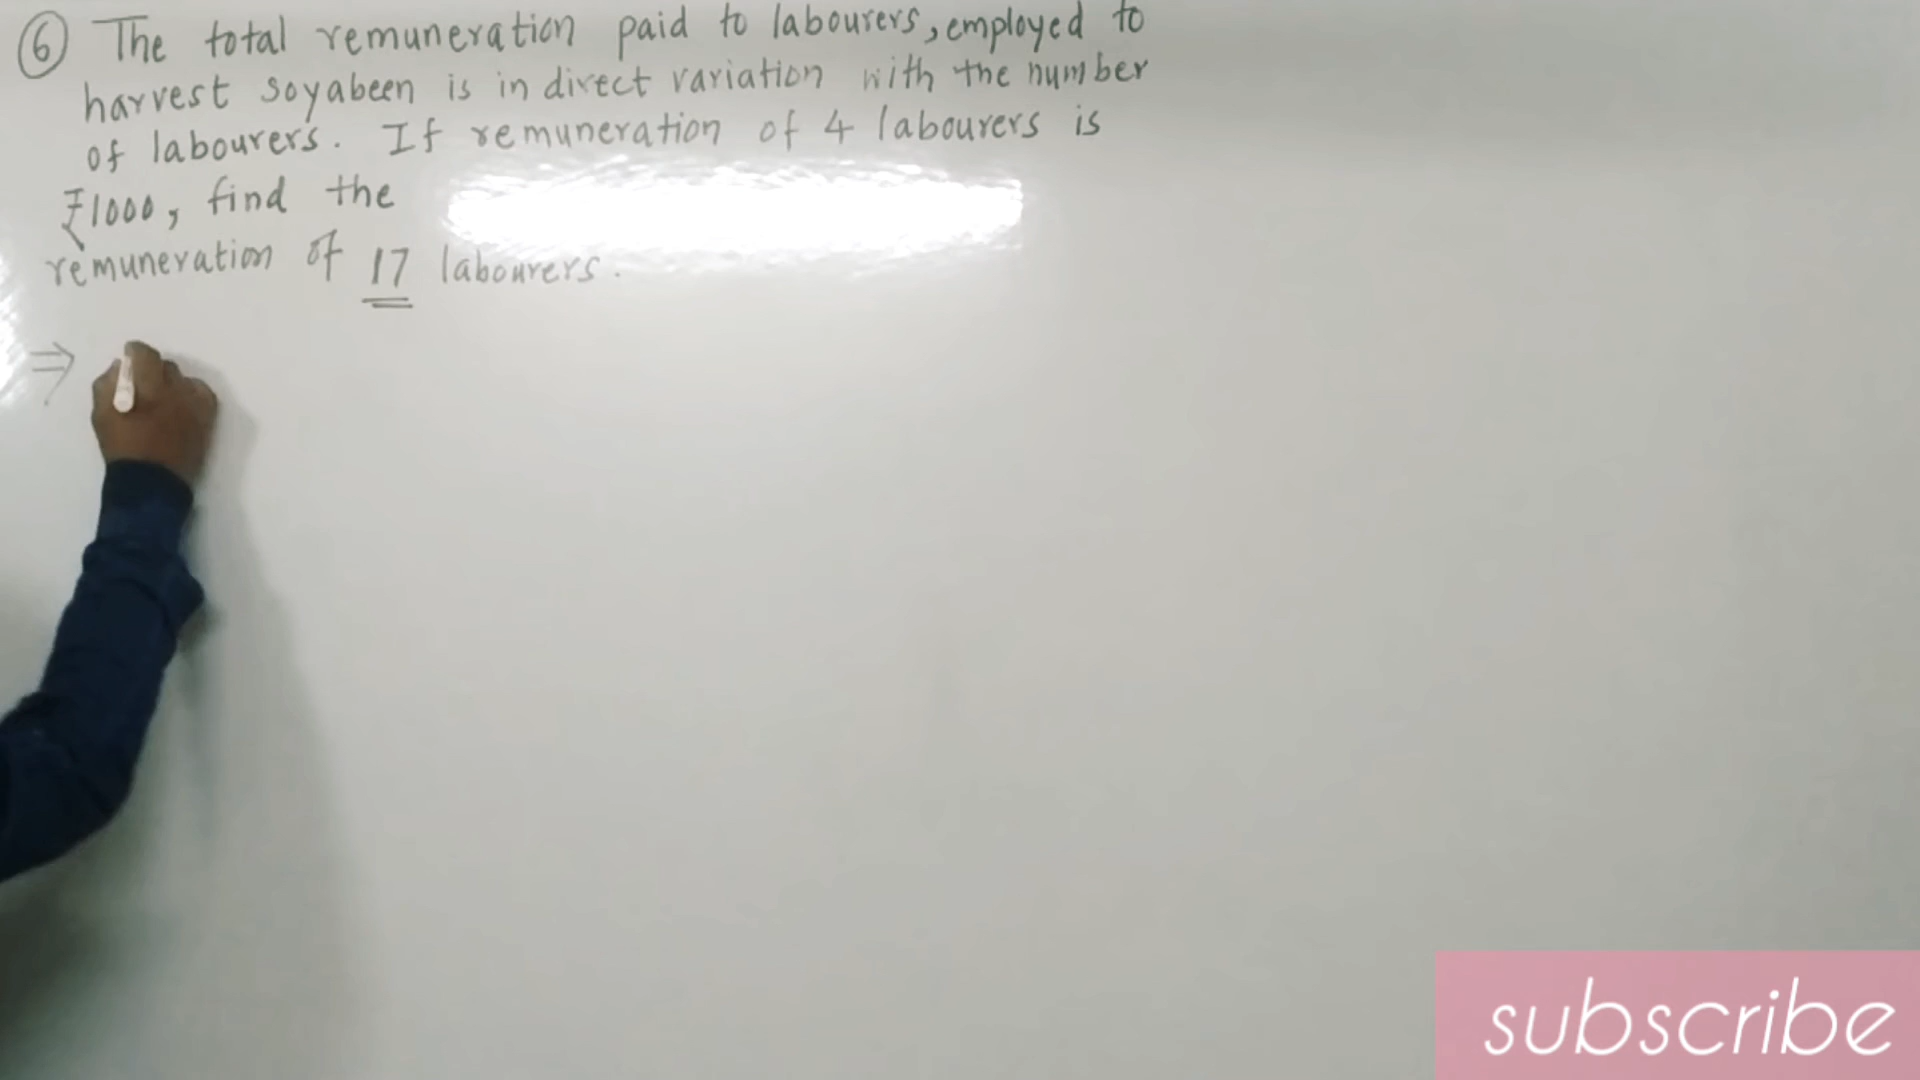 ⑥ The total remuneration paid to labourers, employed to
harvest soyabeen is in direct variation with the number
of labourers. If remuneration of 4 labourers is
₹1000, find the
remuneration of 17 labourers.
⇒
subscribe